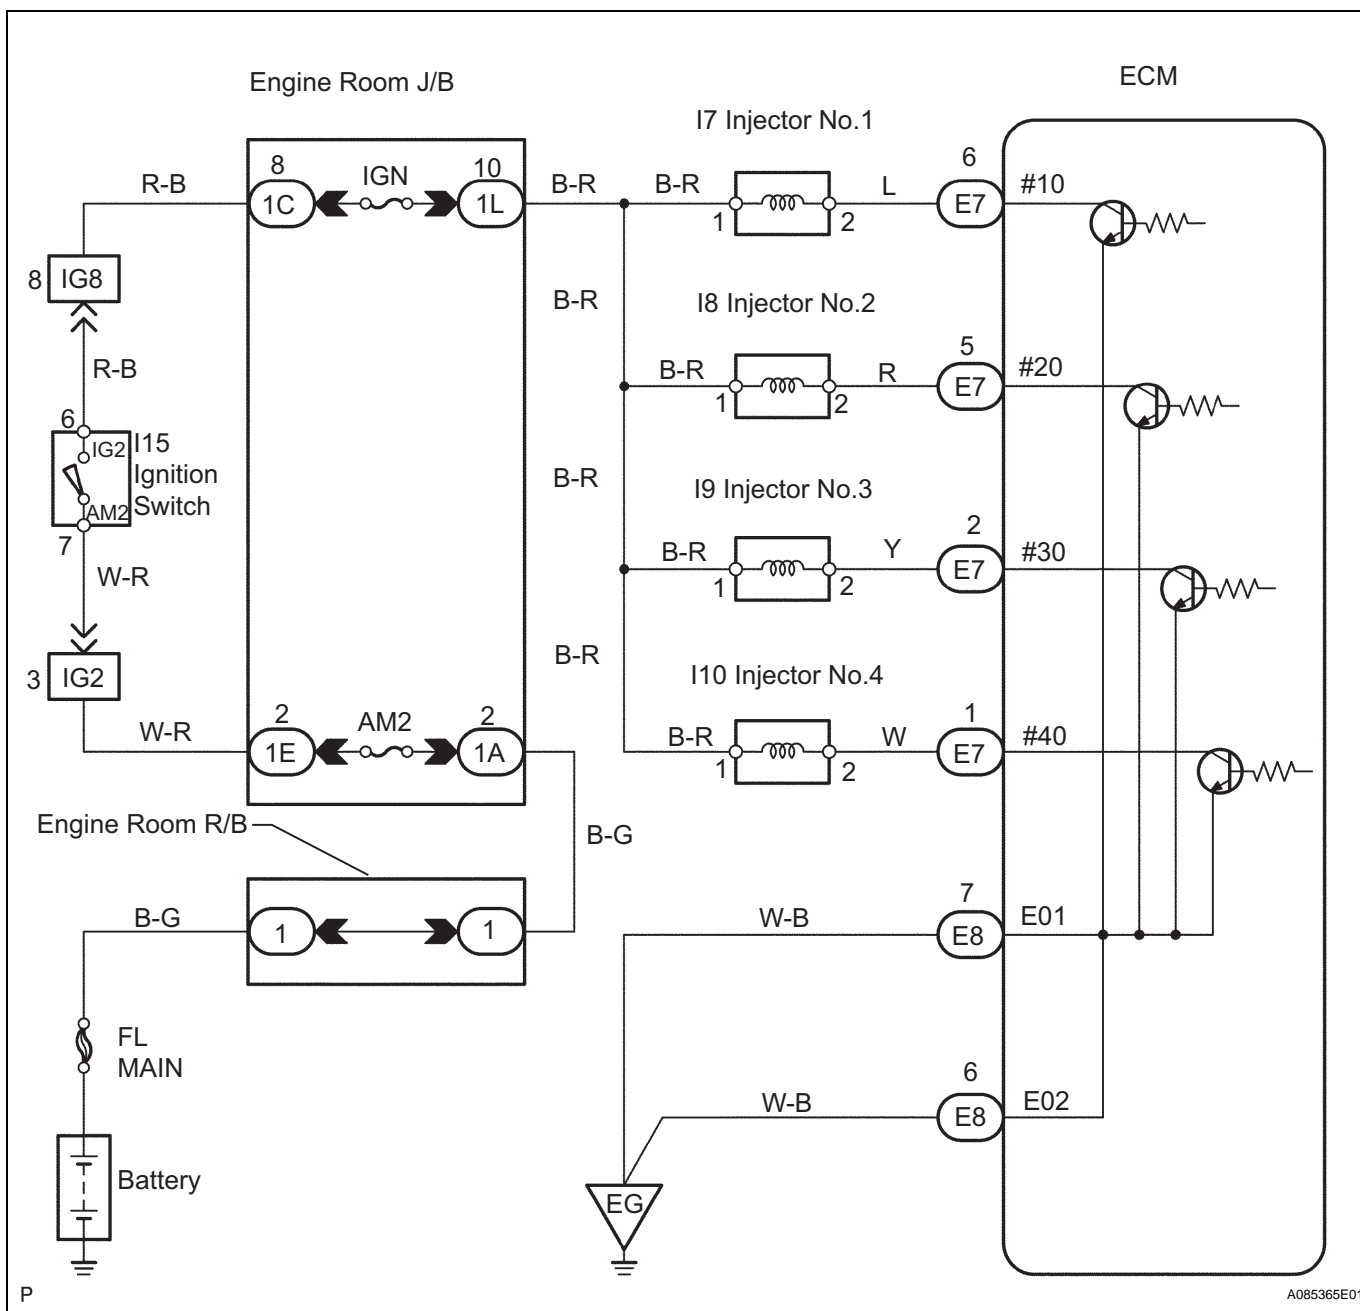 Engine Room J/B
ECM
I7 Injector No.1
8
IGN
10
6
R-B
1C
1L
B-R
B-R
1
2
L
E7
#10
8
IG8
B-R
I8 Injector No.2
R-B
5
B-R
1
2
R
E7
#20
6
IG2
I15
Ignition
Switch
AM2
7
B-R
I9 Injector No.3
W-R
2
B-R
1
2
Y
E7
#30
3
IG2
B-R
I10 Injector No.4
2
AM2
2
1
W-R
1E
1A
B-R
1
2
W
E7
#40
Engine Room R/B
B-G
7
B-G
1
1
W-B
E8
E01
FL
MAIN
6
W-B
E8
E02
Battery
EG
P
A085365E01